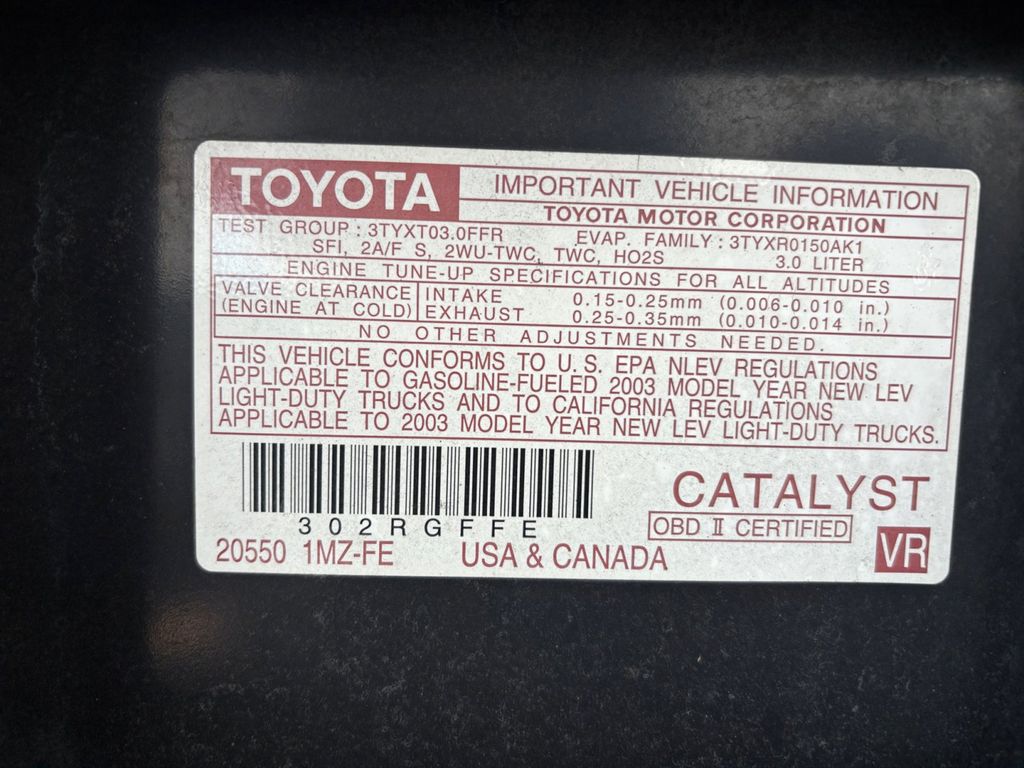 TOYOTA IMPORTANT VEHICLE INFORMATION
TOYOTA MOTOR CORPORATION
TEST GROUP : 3TYXT03.0FFR EVAP. FAMILY : 3TYXR0150AK1
SFI, 2A/F S, 2WU-TWC, TWC, HO2S 3.0 LITER
ENGINE TUNE-UP SPECIFICATIONS FOR ALL ALTITUDES
VALVE CLEARANCE INTAKE 0.15-0.25mm (0.006-0.010 in.)
(ENGINE AT COLD) EXHAUST 0.25-0.35mm (0.010-0.014 in.)
NO OTHER ADJUSTMENTS NEEDED.
THIS VEHICLE CONFORMS TO U.S. EPA NLEV REGULATIONS
APPLICABLE TO GASOLINE-FUELED 2003 MODEL YEAR NEW LEV
LIGHT-DUTY TRUCKS AND TO CALIFORNIA REGULATIONS
APPLICABLE TO 2003 MODEL YEAR NEW LEV LIGHT-DUTY TRUCKS.
CATALYST
302RGFFE OBD II CERTIFIED
20550 1MZ-FE USA & CANADA VR